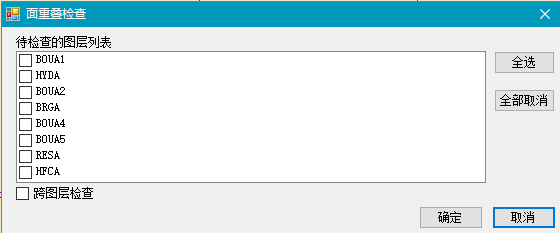 面重叠检查
待检查的图层列表
BOUA1
HYDA
BOUA2
BRGA
BOUA4
BOUA5
RESA
HFCA
全选
全部取消
跨图层检查
确定
取消